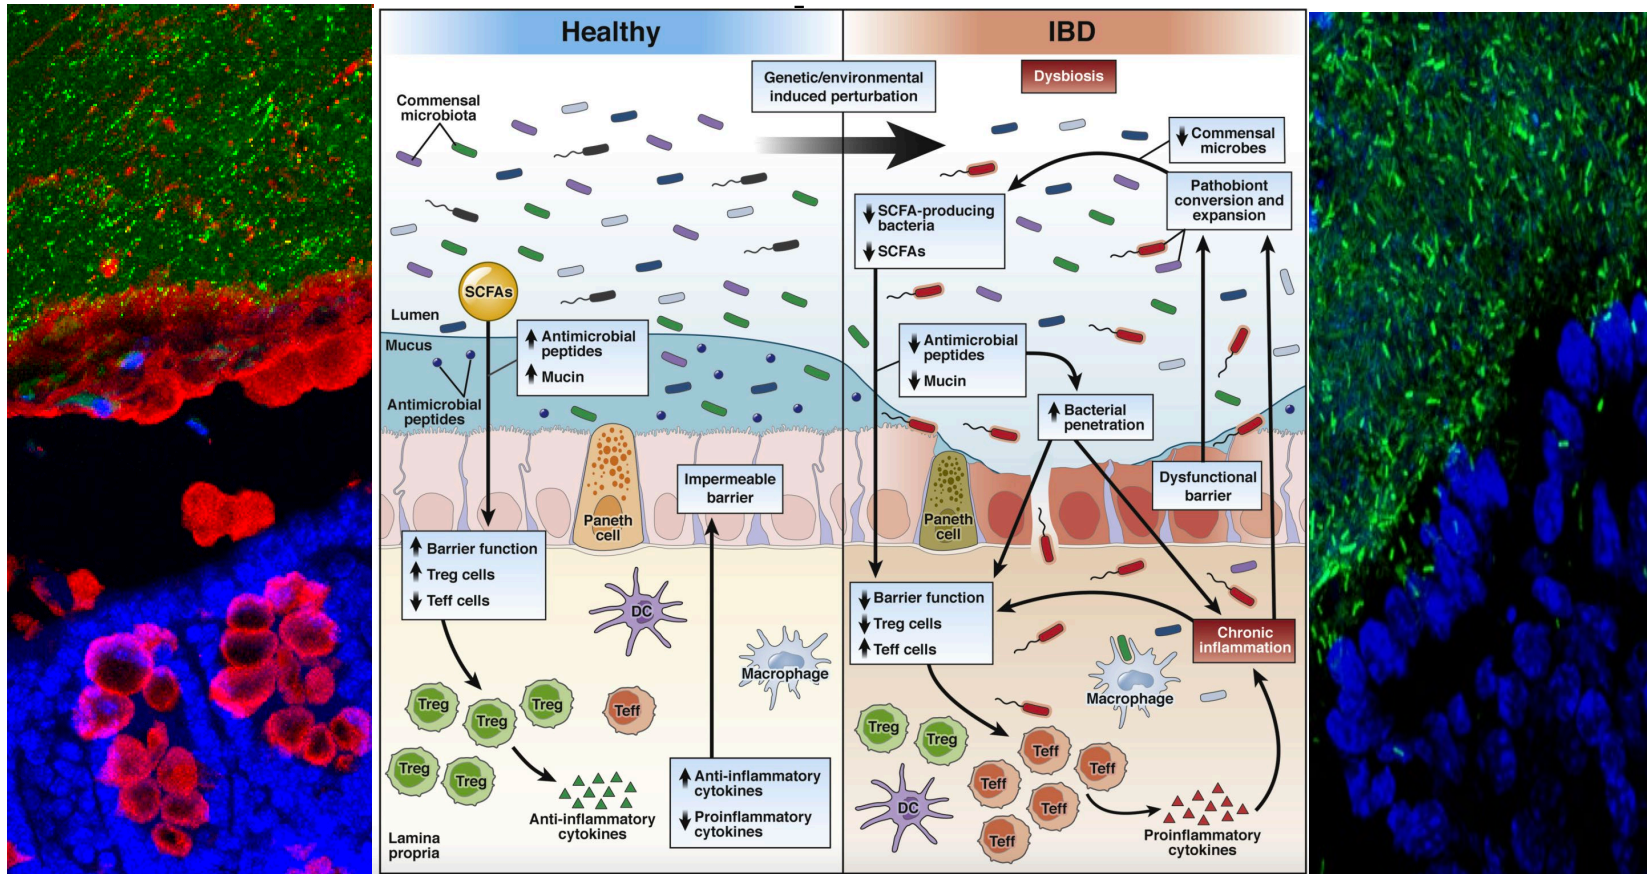 Healthy
IBD
Genetic/environmental
induced perturbation
Dysbiosis
Commensal
microbiota
Commensal
microbes
Pathobiont
conversion and
expansion
SCFA-producing
bacteria
SCFAs
SCFAs
Lumen
Mucus
Antimicrobial
peptides
Mucin
Antimicrobial
peptides
Antimicrobial
peptides
Mucin
Bacterial
penetration
Impermeable
barrier
Dysfunctional
barrier
Paneth
cell
Paneth
cell
Barrier function
Treg cells
Teff cells
DC
Macrophage
Barrier function
Treg cells
Teff cells
Chronic
inflammation
Macrophage
Treg
Treg
Treg
Teff
Treg
Treg
Anti-inflammatory
cytokines
Anti-inflammatory
cytokines
Proinflammatory
cytokines
Lamina
propria
Treg
Treg
Teff
Teff
Teff
Teff
Teff
DC
Proinflammatory
cytokines